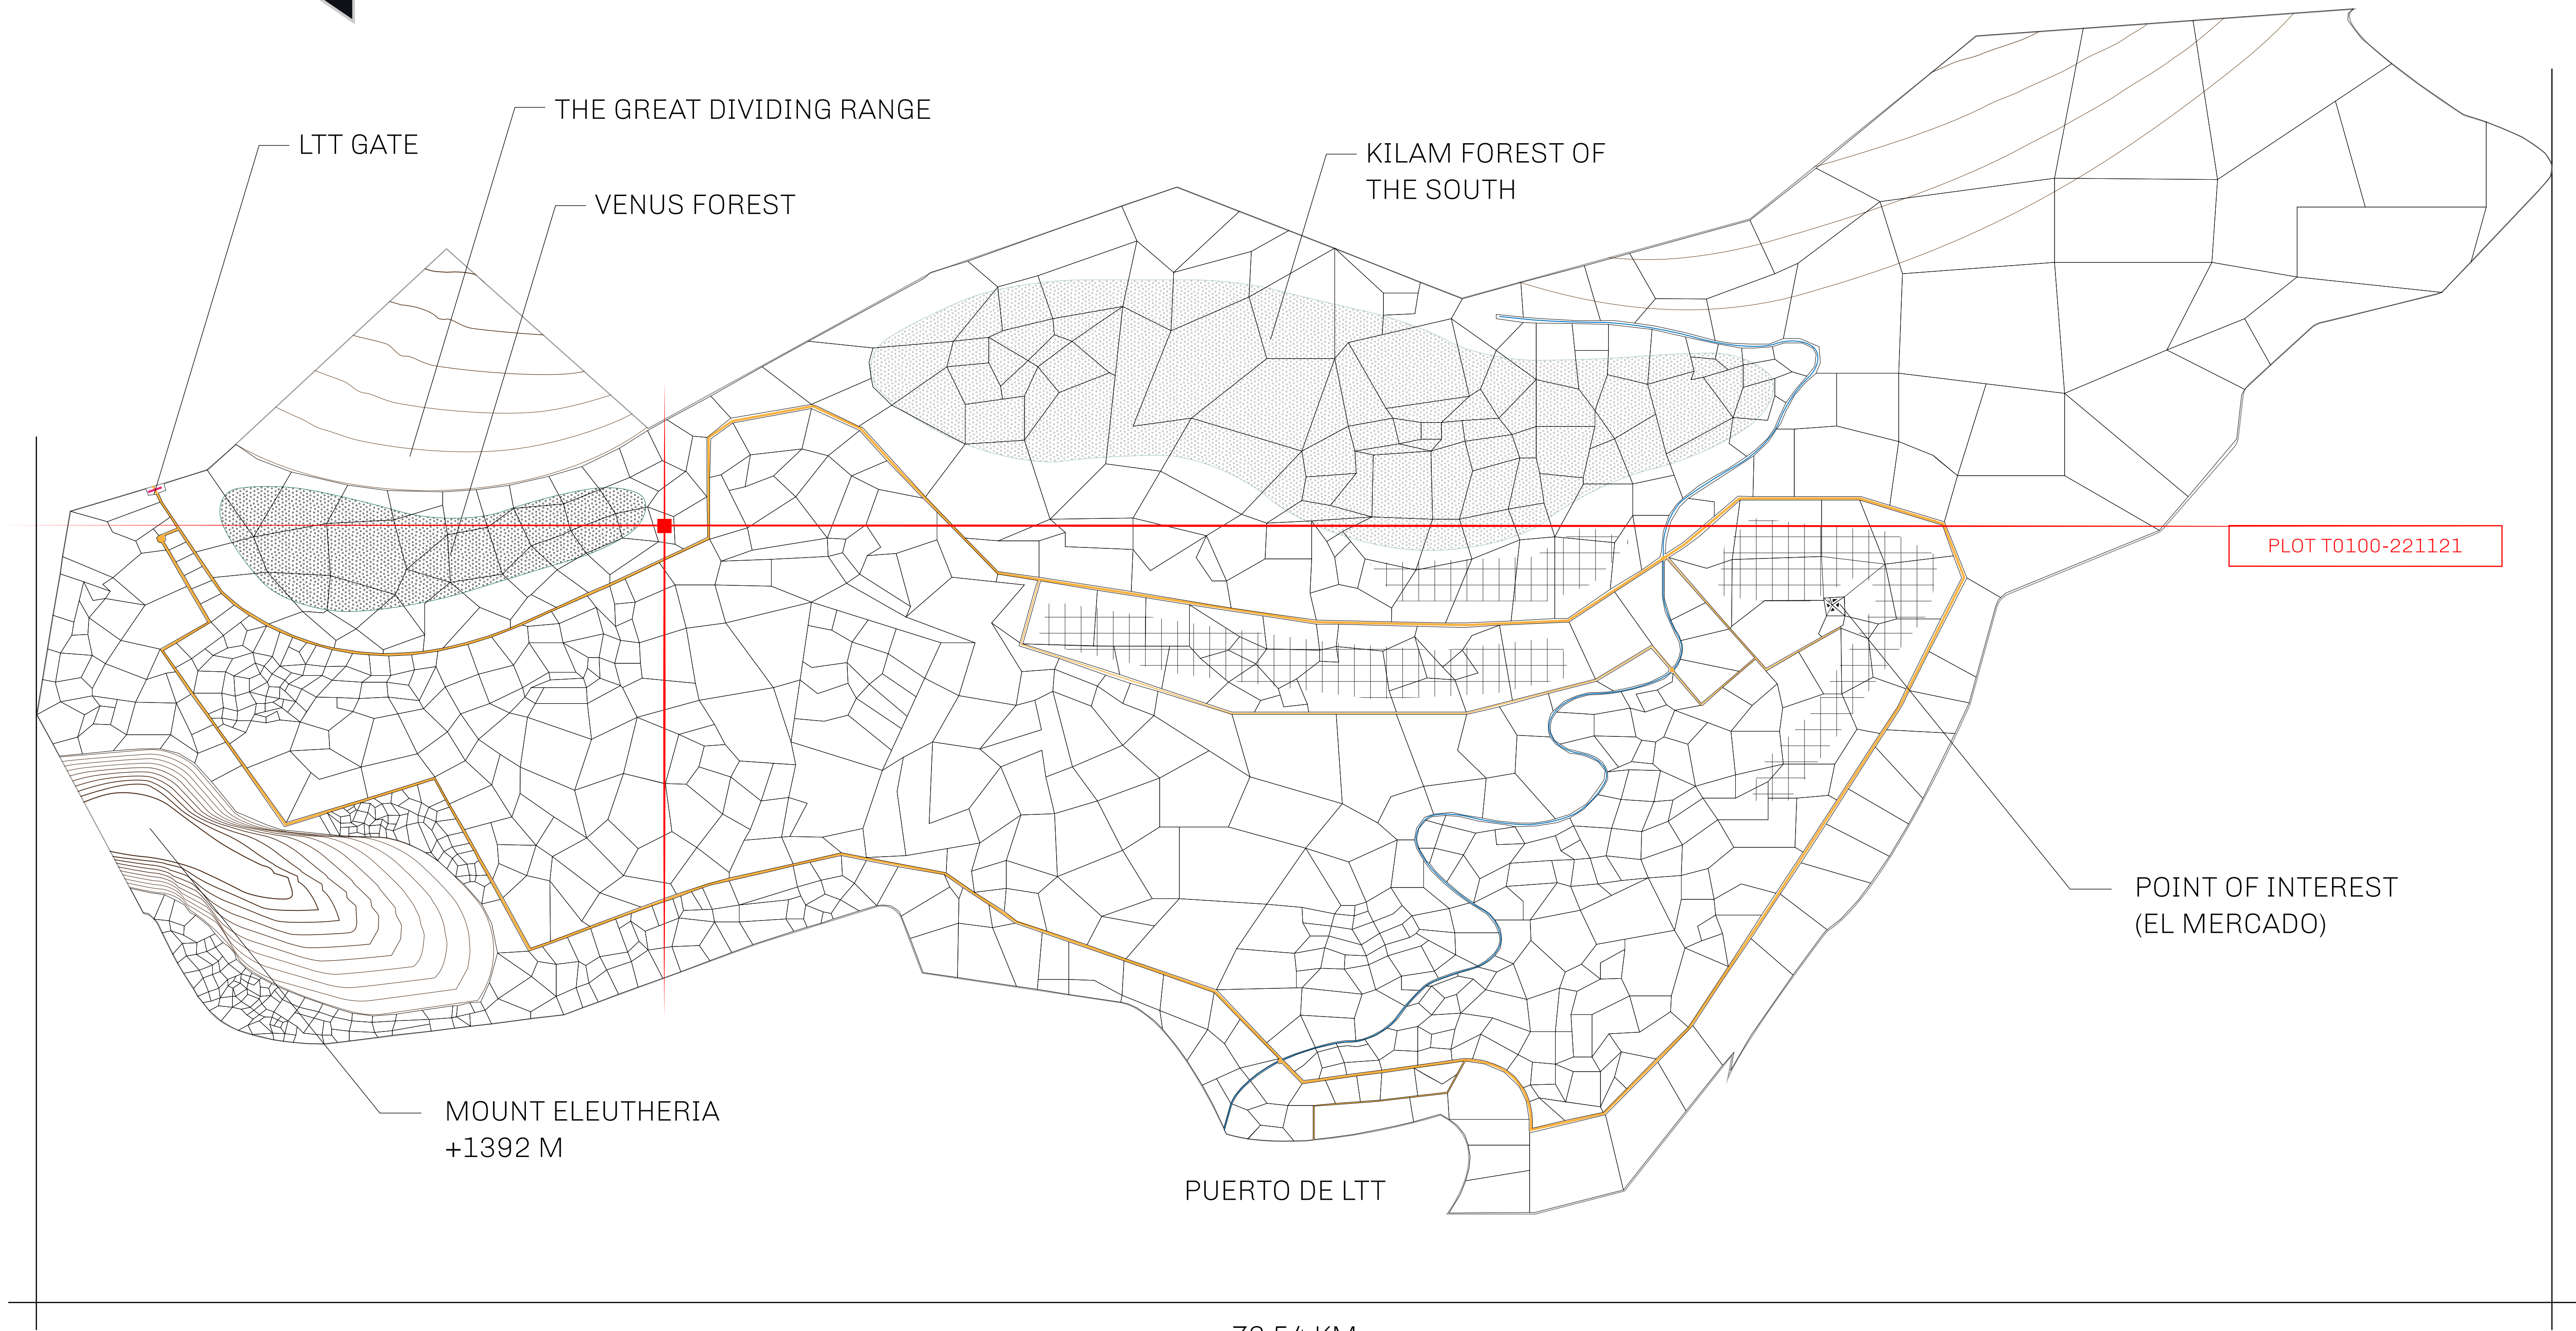 THE GREAT DIVIDING RANGE
LTT GATE
KILAM FOREST OF
THE SOUTH
VENUS FOREST
PLOT T0100-221121
POINT OF INTEREST
(EL MERCADO)
MOUNT ELEUTHERIA
+1392 M
PUERTO DE LTT